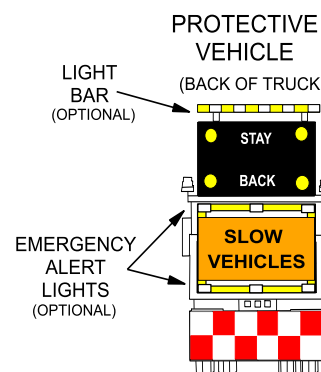 PROTECTIVE
VEHICLE
(BACK OF TRUCK
LIGHT
BAR
(OPTIONAL)
STAY
BACK
EMERGENCY
ALERT
LIGHTS
(OPTIONAL)
SLOW
VEHICLES